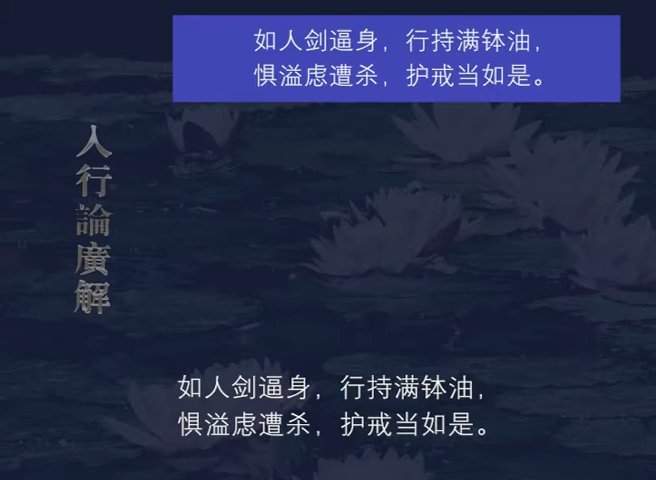 如人剑逼身，行持满钵油，
惧溢虑遭杀，护戒当如是。
入行論廣解
如人剑逼身，行持满钵油，
惧溢虑遭杀，护戒当如是。